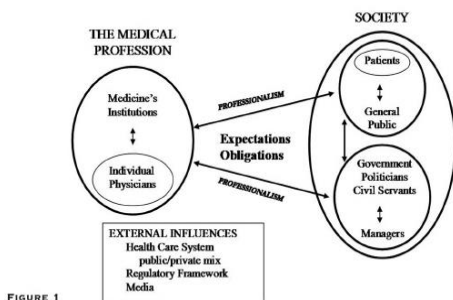 THE MEDICAL
PROFESSION
Medicine's
Institutions
Individual
Physicians
PROFESSIONALISM
Expectations
Obligations
PROFESSIONALISM
SOCIETY
Patients
General
Public
Government
Politicians
Civil Servants
Managers
EXTERNAL INFLUENCES
Health Care System
public/private mix
Regulatory Framework
Media
FIGURE 1